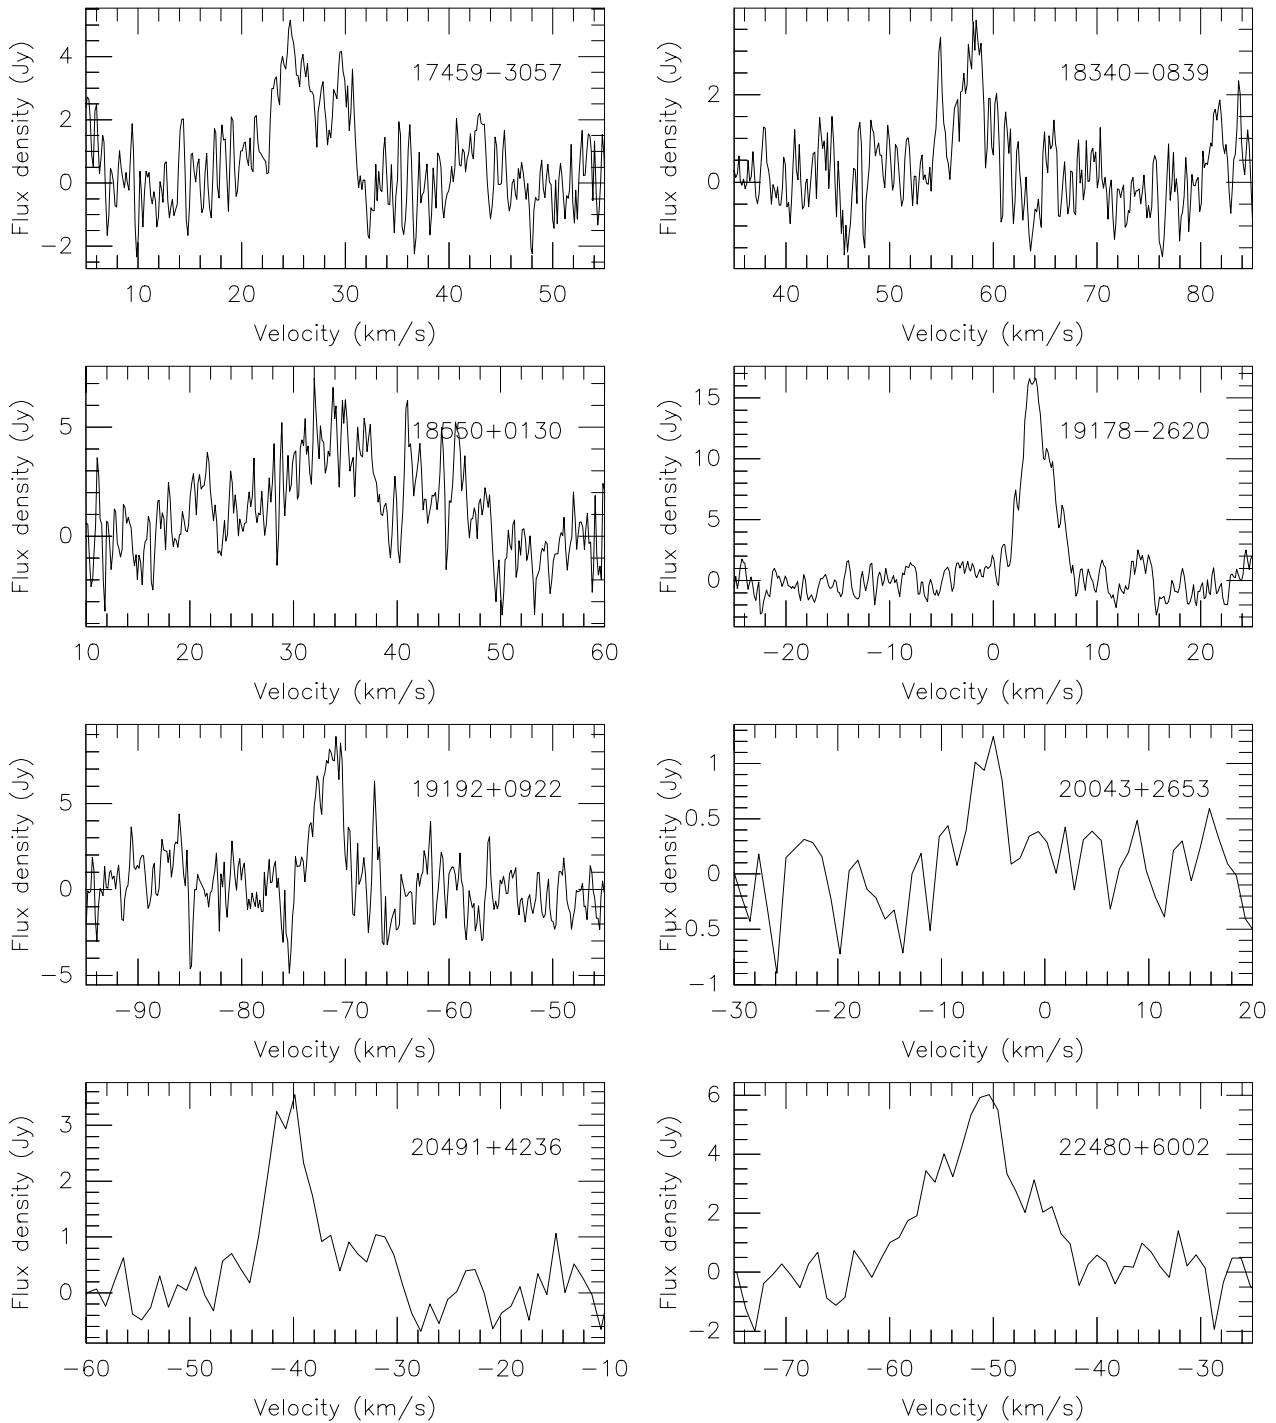 Flux density (Jy)
4
2
0
−2
17459−3057
10 20 30 40 50
Velocity (km/s)
Flux density (Jy)
2
0
18340−0839
40 50 60 70 80
Velocity (km/s)
Flux density (Jy)
5
0
18550+0130
10 20 30 40 50 60
Velocity (km/s)
Flux density (Jy)
15
10
5
0
19178−2620
−20 −10 0 10 20
Velocity (km/s)
Flux density (Jy)
5
0
−5
19192+0922
−90 −80 −70 −60 −50
Velocity (km/s)
Flux density (Jy)
1
0.5
0
−0.5
−1
20043+2653
−30 −20 −10 0 10 20
Velocity (km/s)
Flux density (Jy)
3
2
1
0
20491+4236
−60 −50 −40 −30 −20 −10
Velocity (km/s)
Flux density (Jy)
6
4
2
0
−2
22480+6002
−70 −60 −50 −40 −30
Velocity (km/s)